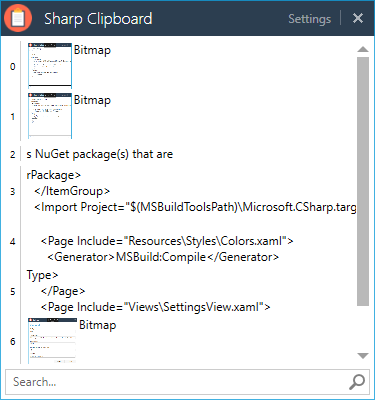 Sharp Clipboard
Settings
0 Bitmap
1 Bitmap
2 s NuGet package(s) that are
rPackage>
3 </ItemGroup>
<Import Project="$(MSBuildToolsPath)\Microsoft.CSharp.targ
4 <Page Include="Resources\Styles\Colors.xaml">
<Generator>MSBuild:Compile</Generator>
Type>
5 </Page>
<Page Include="Views\SettingsView.xaml">
6 Bitmap
Search...